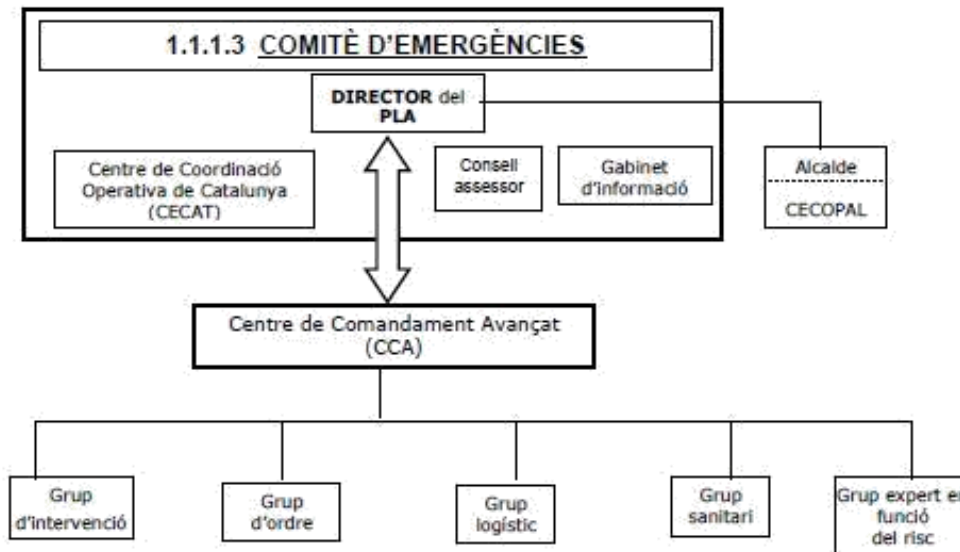 1.1.1.3 COMITÈ D'EMERGÈNCIES
DIRECTOR del
PLA
Centre de Coordinació
Operativa de Catalunya
(CECAT)
Consell
assessor
Gabinet
d'informació
Alcalde
CECOPAL
Centre de Comandament Avançat
(CCA)
Grup
d'intervenció
Grup
d'ordre
Grup
logístic
Grup
sanitari
Grup expert en
funció
del risc